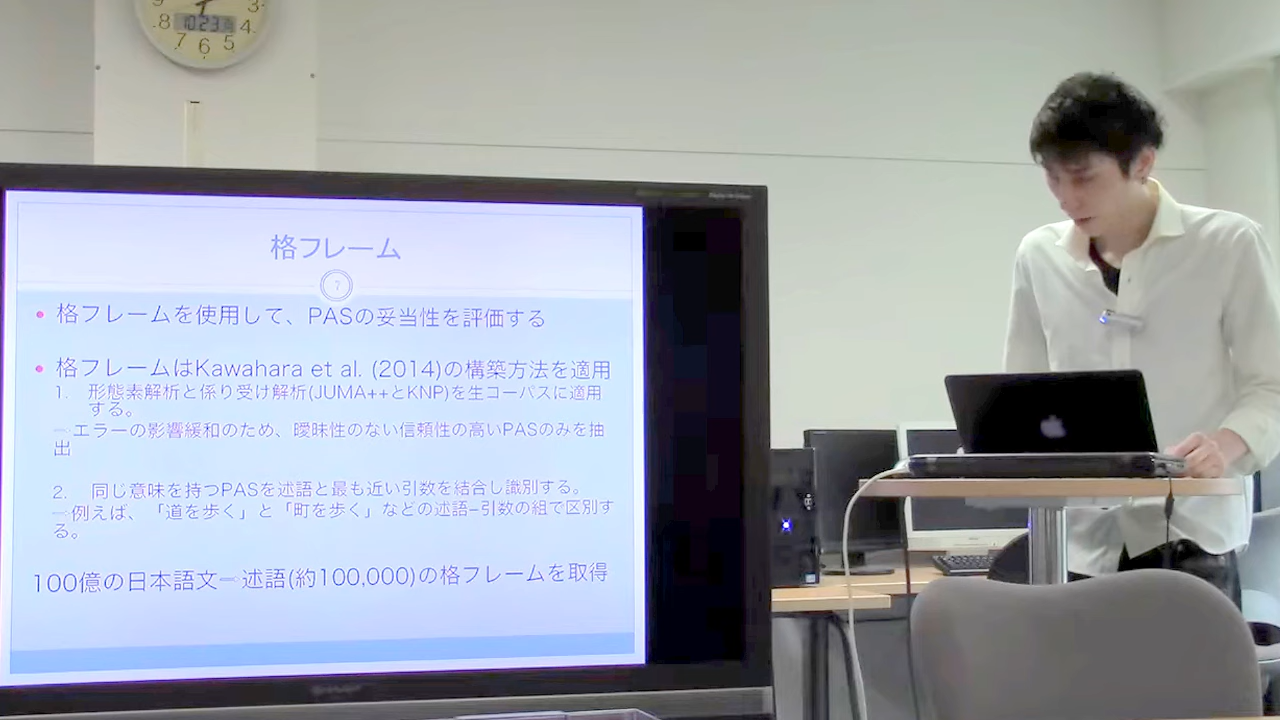 9
3
8
4
7
6
5
1023
格フレーム
7
• 格フレームを使用して、PASの妥当性を評価する
• 格フレームはKawahara et al. (2014)の構築方法を適用
1. 形態素解析と係り受け解析(JUMA++とKNP)を生コーパスに適用
する。
⇒エラーの影響緩和のため、曖昧性のない信頼性の高いPASのみを抽
出
2. 同じ意味を持つPASを述語と最も近い引数を結合し識別する。
⇒例えば、「道を歩く」と「町を歩く」などの述語–引数の組で区別す
る。
100億の日本語文⇒述語(約100,000)の格フレームを取得
SHARP